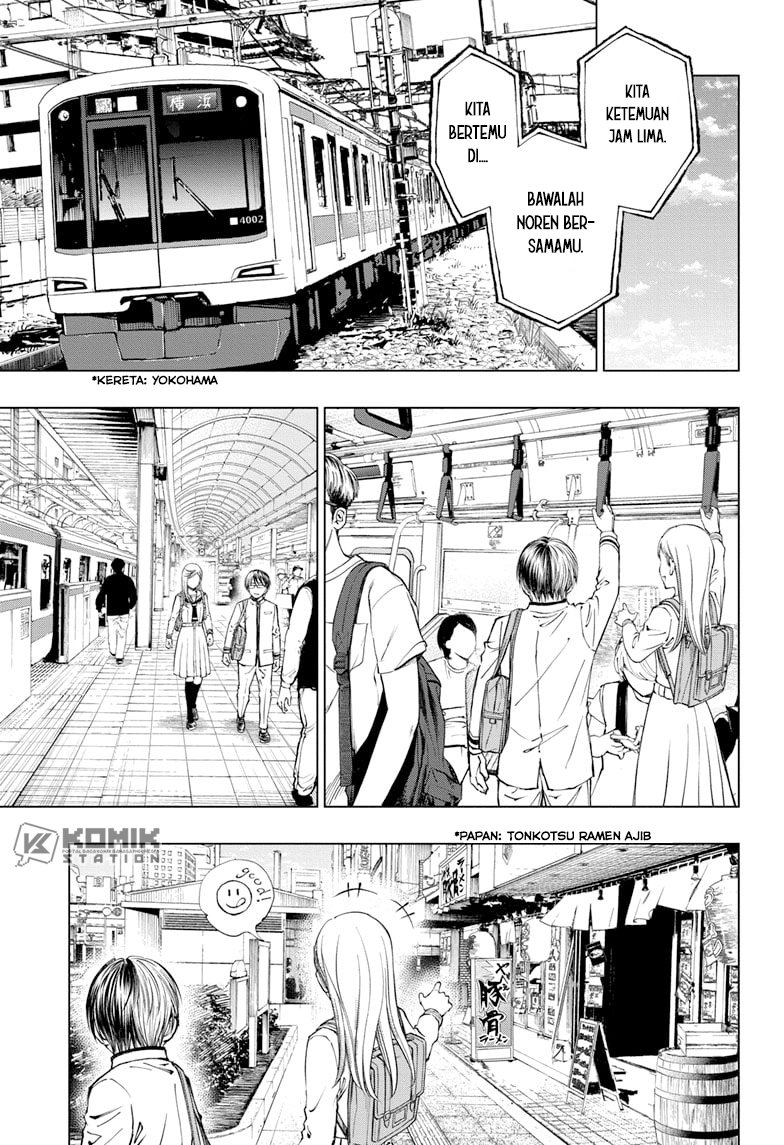 KITA
KETEMUAN
JAM LIMA.
KITA
BERTEMU
DI....
BAWALAH
NOREN BER-
SAMAMU.
横浜
4002
*KERETA: YOKOHAMA
KOMIK
STATION
*PAPAN: TONKOTSU RAMEN AJIB
good!
豚骨
ラーメン